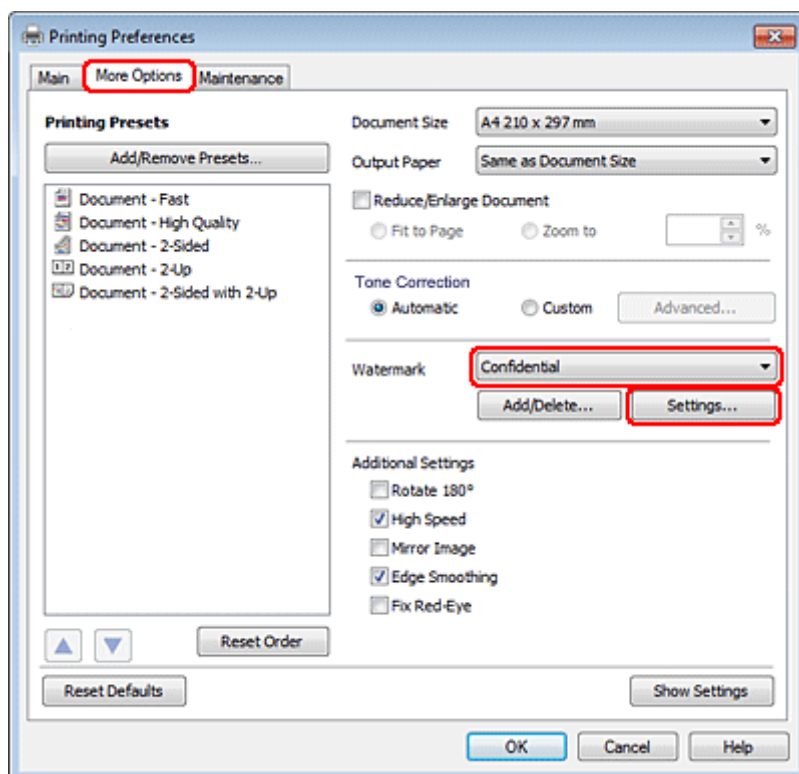 Printing Preferences
Main More Options Maintenance
Printing Presets
Add/Remove Presets...
Document - Fast
Document - High Quality
Document - 2-Sided
Document - 2-Up
Document - 2-Sided with 2-Up
Reset Order
Document Size A4 210 x 297 mm
Output Paper Same as Document Size
Reduce/Enlarge Document
Fit to Page Zoom to %
Tone Correction
Automatic Custom Advanced...
Watermark Confidential
Add/Delete... Settings...
Additional Settings
Rotate 180°
High Speed
Mirror Image
Edge Smoothing
Fix Red-Eye
Reset Defaults Show Settings
OK Cancel Help